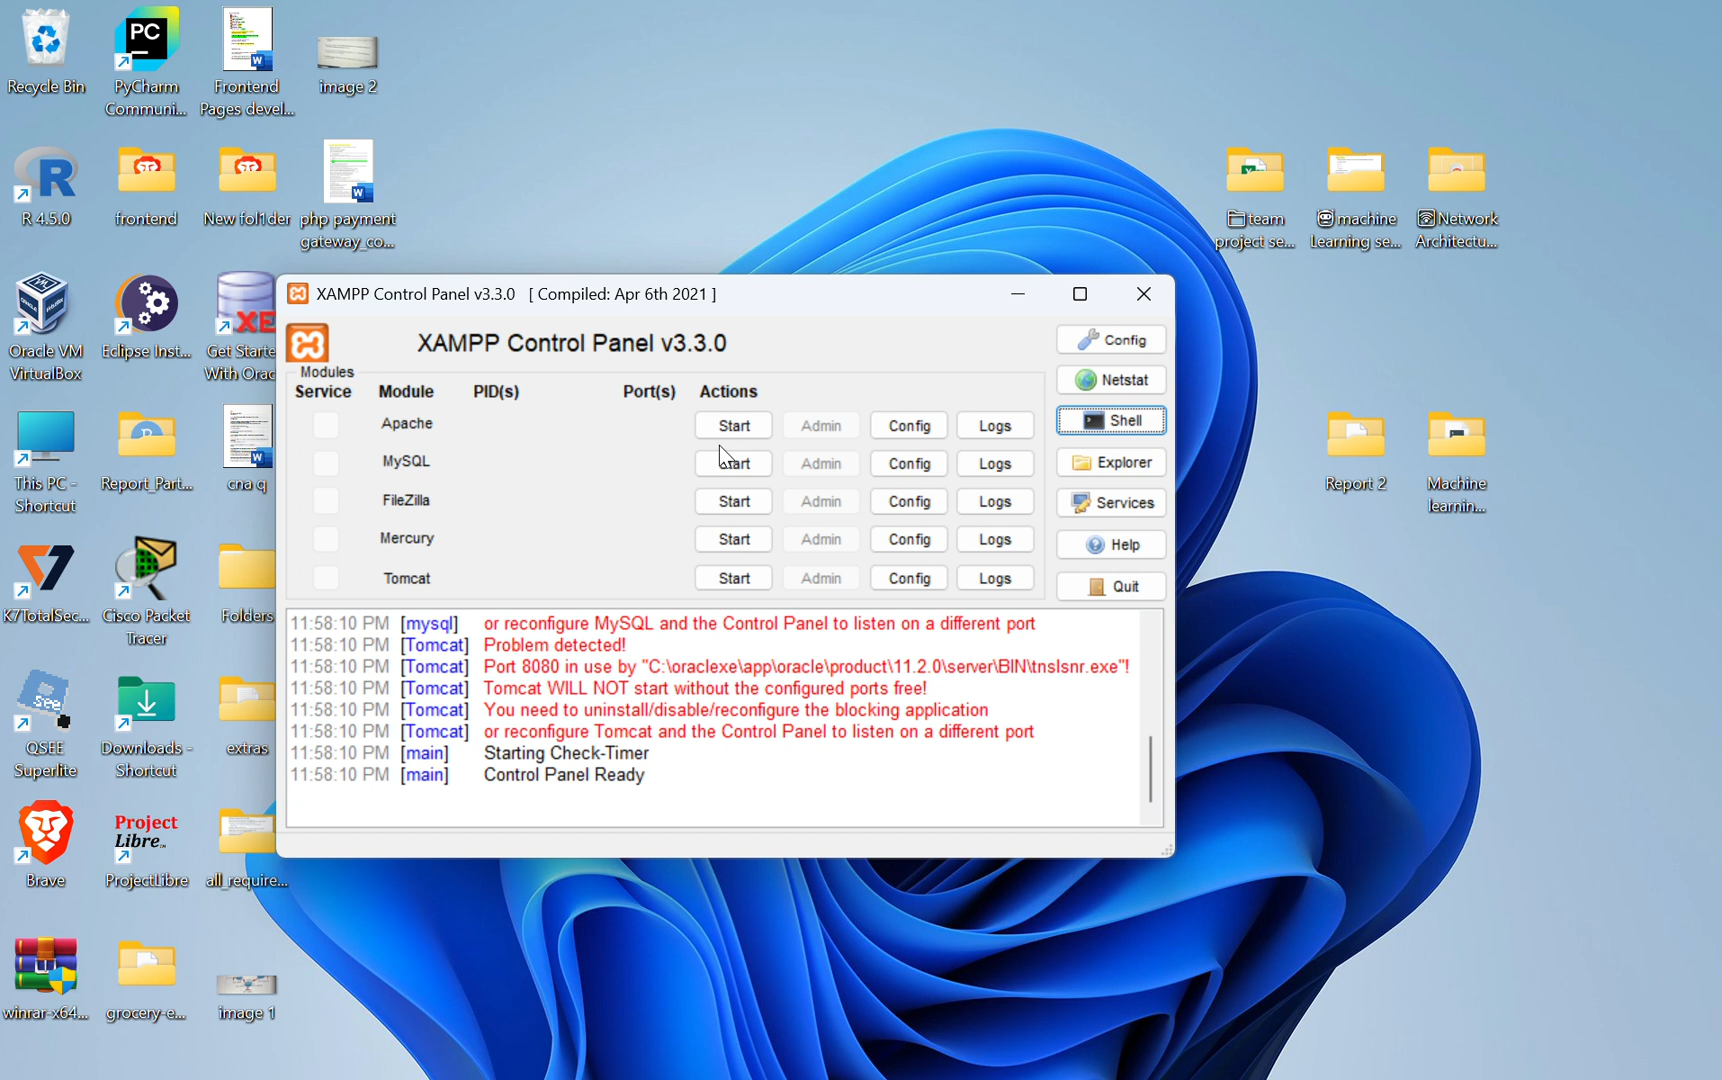 Recycle Bin
PyCharm
Communi...
Frontend
Pages devel...
image 2
R 4.5.0
frontend
New fol1der
php payment
gateway_co...
team
project se...
machine
Learning se...
Network
Architectu...
Oracle VM
VirtualBox
Eclipse Inst...
Get Starte
With Orac
This PC -
Shortcut
Report_Part...
cna q
Report 2
Machine
learnin...
K7TotalSec...
Cisco Packet
Tracer
Folders
QSEE
Superlite
Downloads -
Shortcut
extras
Brave
ProjectLibre
all_require...
winrar-x64...
grocery-e...
image 1
PC
R
XE
See
Project
Libre
XAMPP Control Panel v3.3.0 [ Compiled: Apr 6th 2021 ]
XAMPP Control Panel v3.3.0
Modules
Service Module PID(s) Port(s) Actions
Apache Start Admin Config Logs
MySQL Start Admin Config Logs
FileZilla Start Admin Config Logs
Mercury Start Admin Config Logs
Tomcat Start Admin Config Logs
Config
Netstat
Shell
Explorer
Services
Help
Quit
11:58:10 PM [mysql] or reconfigure MySQL and the Control Panel to listen on a different port
11:58:10 PM [Tomcat] Problem detected!
11:58:10 PM [Tomcat] Port 8080 in use by "C:\oraclexe\app\oracle\product\11.2.0\server\BIN\tnslsnr.exe"!
11:58:10 PM [Tomcat] Tomcat WILL NOT start without the configured ports free!
11:58:10 PM [Tomcat] You need to uninstall/disable/reconfigure the blocking application
11:58:10 PM [Tomcat] or reconfigure Tomcat and the Control Panel to listen on a different port
11:58:10 PM [main] Starting Check-Timer
11:58:10 PM [main] Control Panel Ready